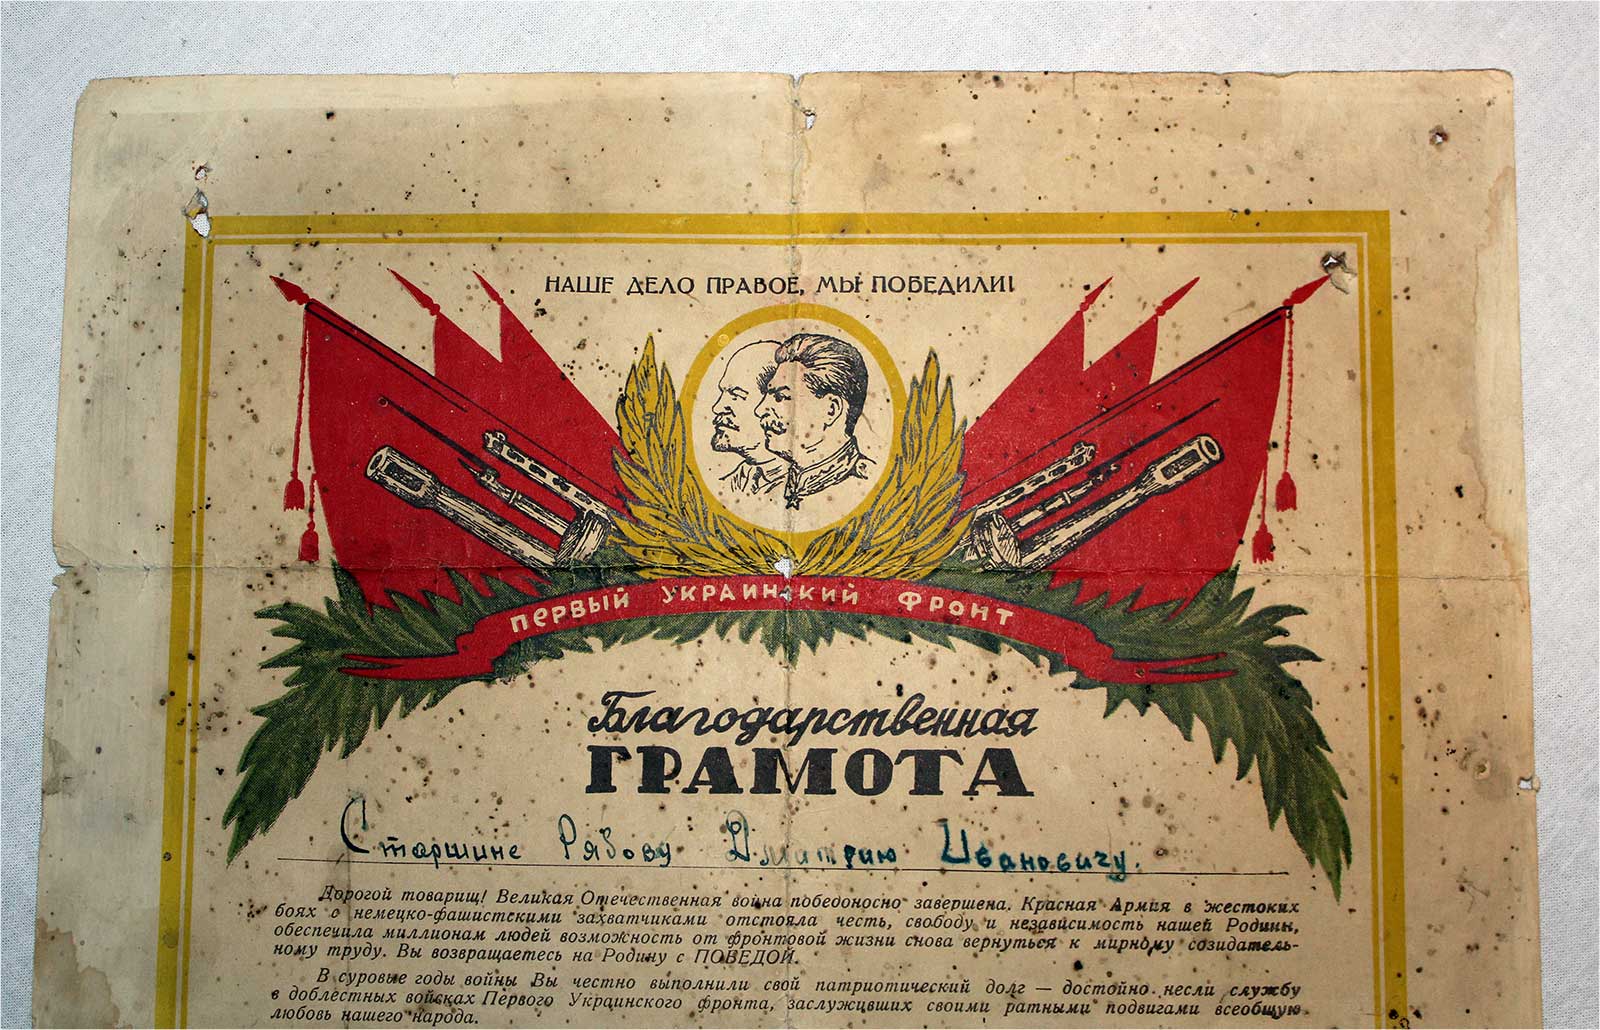 НАШЕ ДЕЛО ПРАВОЕ, МЫ ПОБЕДИЛИ!
ПЕРВЫЙ УКРАИНСКИЙ ФРОНТ
Благодарственная
ГРАМОТА
Старшине Рябову Дмитрию Ивановичу.
Дорогой товарищ! Великая Отечественная война победоносно завершена. Красная Армия в жестоких
боях с немецко-фашистскими захватчиками отстояла честь, свободу и независимость нашей Родины,
обеспечила миллионам людей возможность от фронтовой жизни снова вернуться к мирному созидатель-
ному труду. Вы возвращаетесь на Родину с ПОБЕДОЙ.
В суровые годы войны Вы честно выполнили свой патриотический долг — достойно несли службу
в доблестных войсках Первого Украинского фронта, заслуживших своими ратными подвигами всеобщую
любовь нашего народа.